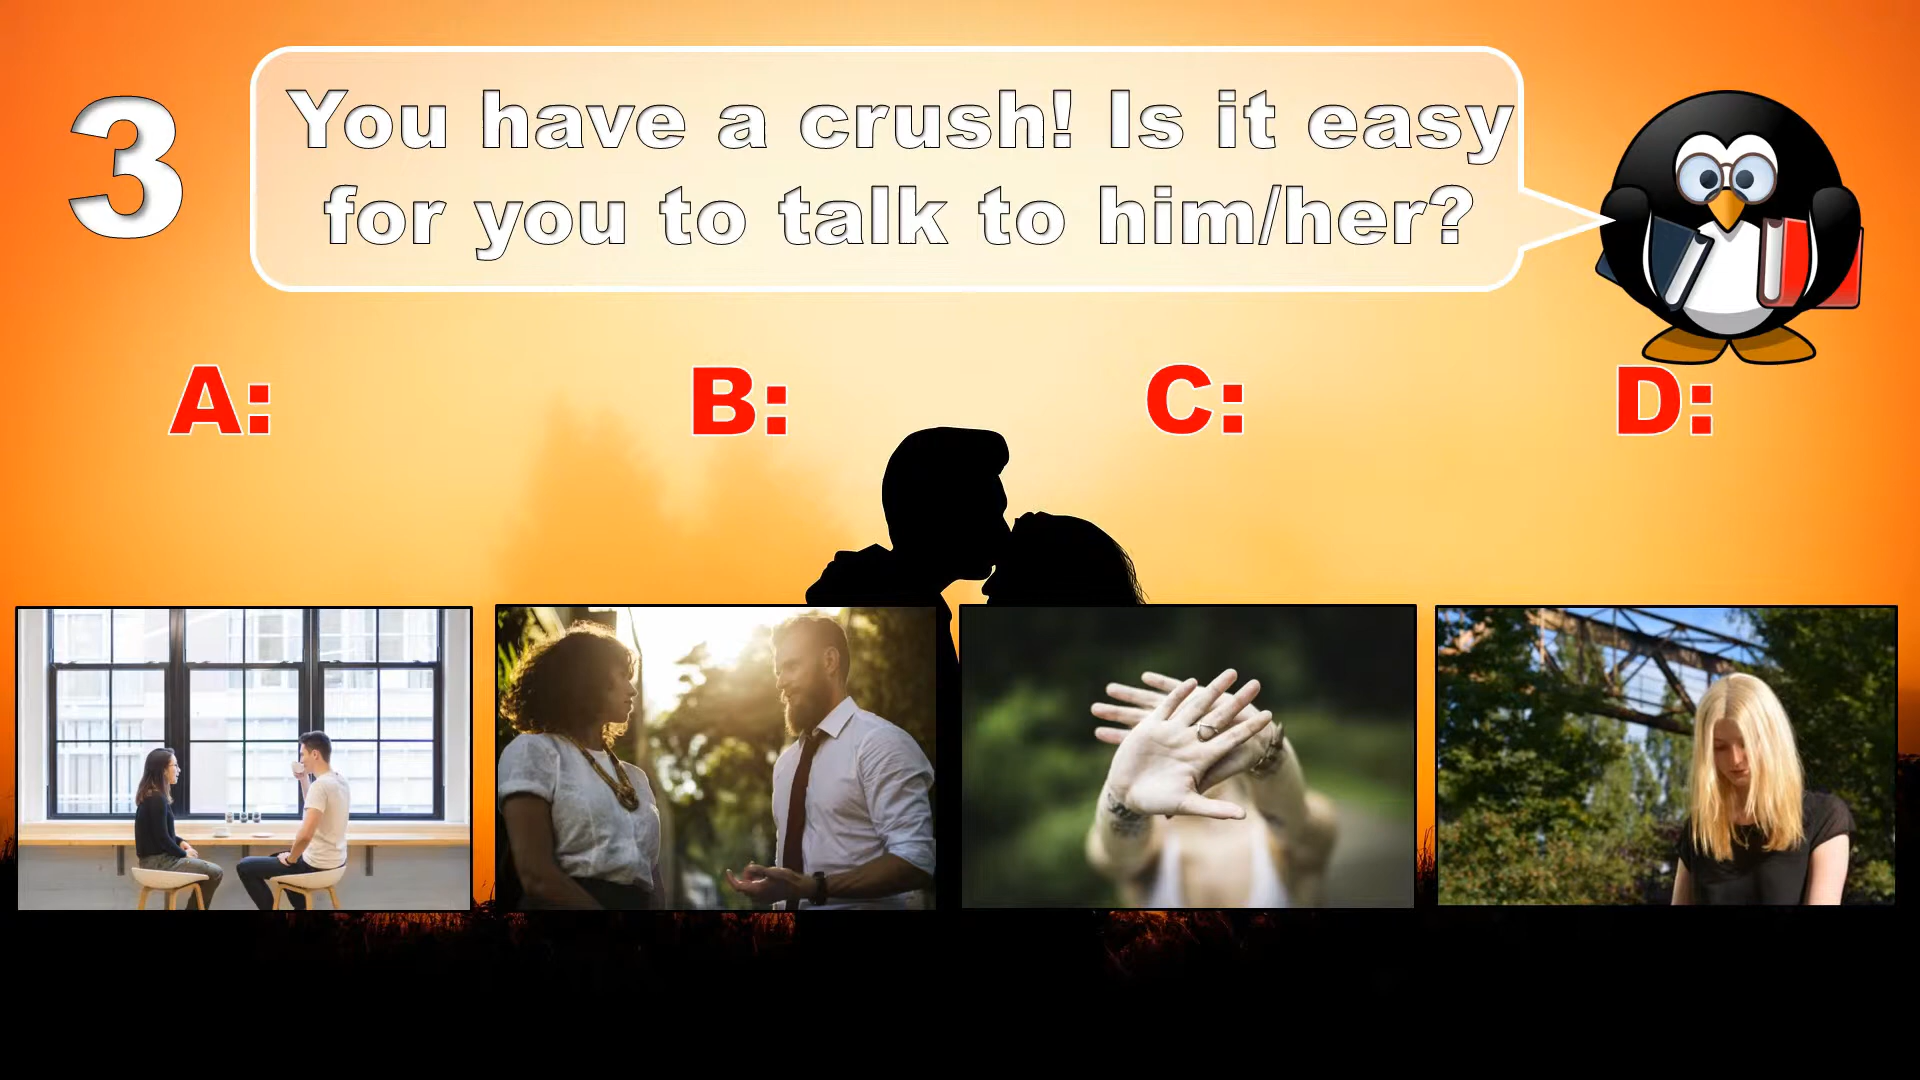 3
You have a crush! Is it easy
for you to talk to him/her?
A:
B:
C:
D: